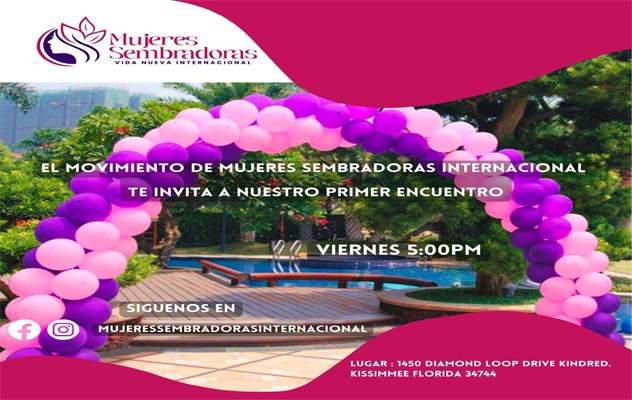 Mujeres
Sembradoras
VIDA NUEVA INTERNACIONAL
EL MOVIMIENTO DE MUJERES SEMBRADORAS INTERNACIONAL
TE INVITA A NUESTRO PRIMER ENCUENTRO
VIERNES 5:00PM
SIGUENOS EN
MUJERESSEMBRADORASINTERNACIONAL
LUGAR : 1450 DIAMOND LOOP DRIVE KINDRED.
KISSIMMEE FLORIDA 34744